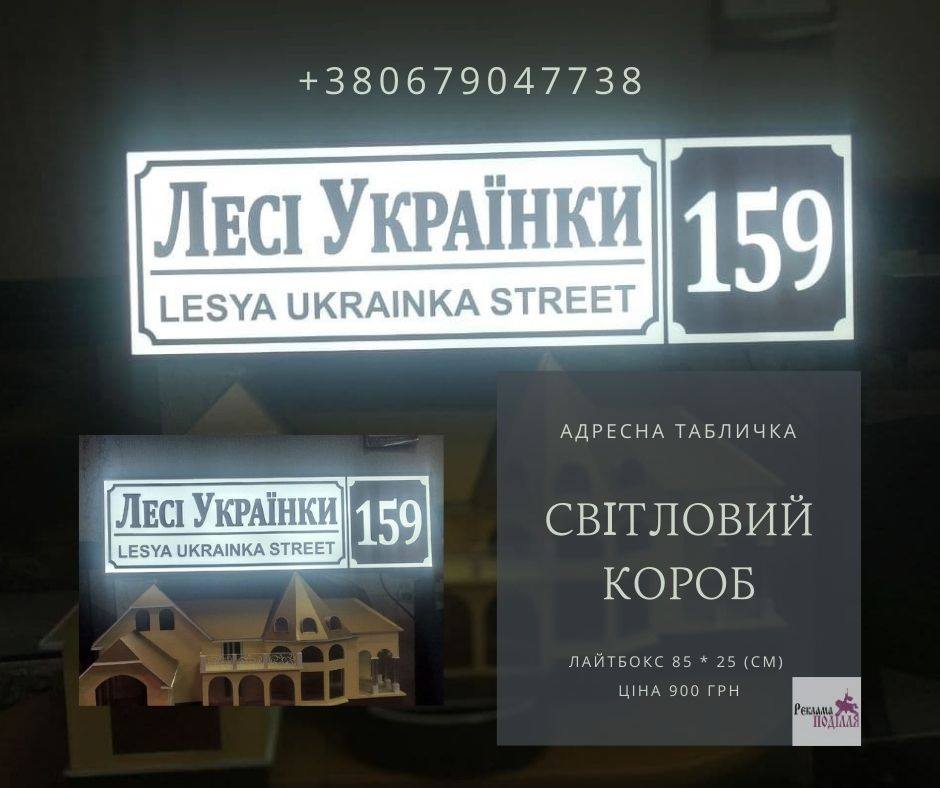 +380679047738
ЛЕСІ УКРАЇНКИ
LESYA UKRAINKA STREET
159
АДРЕСНА ТАБЛИЧКА
СВІТЛОВИЙ
КОРОБ
ЛАЙТБОКС 85 * 25 (СМ)
ЦІНА 900 ГРН
ЛЕСІ УКРАЇНКИ
LESYA UKRAINKA STREET
159
Реклама
ПОДІЛЛЯ